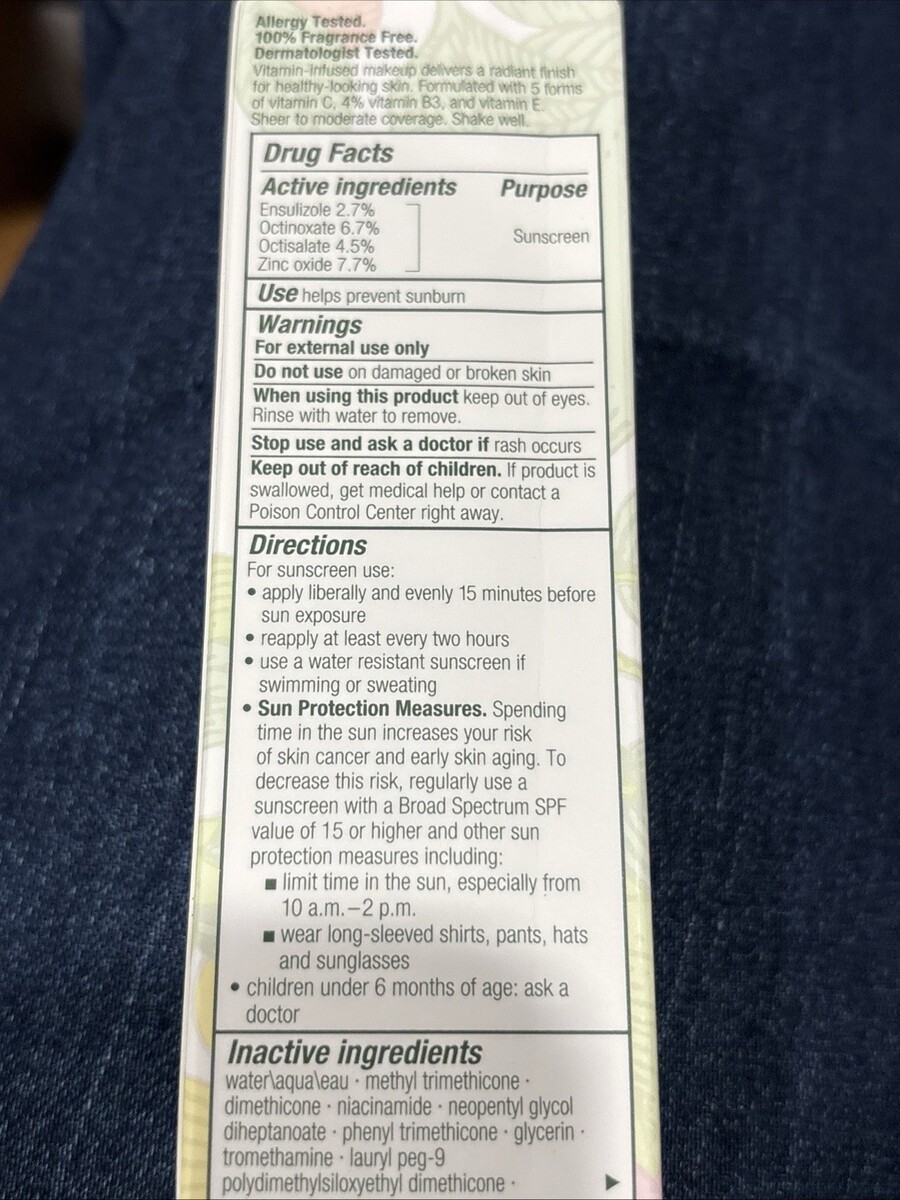 Allergy Tested.
100% Fragrance Free.
Dermatologist Tested.
Vitamin-infused makeup delivers a radiant finish
for healthy-looking skin. Formulated with 5 forms
of vitamin C, 4% vitamin B3, and vitamin E.
Sheer to moderate coverage. Shake well.
Drug Facts
Active ingredients Purpose
Ensulizole 2.7%
Octinoxate 6.7%
Octisalate 4.5%
Zinc oxide 7.7%
Sunscreen
Use helps prevent sunburn
Warnings
For external use only
Do not use on damaged or broken skin
When using this product keep out of eyes.
Rinse with water to remove.
Stop use and ask a doctor if rash occurs
Keep out of reach of children. If product is
swallowed, get medical help or contact a
Poison Control Center right away.
Directions
For sunscreen use:
• apply liberally and evenly 15 minutes before
sun exposure
• reapply at least every two hours
• use a water resistant sunscreen if
swimming or sweating
• Sun Protection Measures. Spending
time in the sun increases your risk
of skin cancer and early skin aging. To
decrease this risk, regularly use a
sunscreen with a Broad Spectrum SPF
value of 15 or higher and other sun
protection measures including:
■ limit time in the sun, especially from
10 a.m.–2 p.m.
■ wear long-sleeved shirts, pants, hats
and sunglasses
• children under 6 months of age: ask a
doctor
Inactive ingredients
water\aqua\eau · methyl trimethicone ·
dimethicone · niacinamide · neopentyl glycol
diheptanoate · phenyl trimethicone · glycerin ·
tromethamine · lauryl peg-9
polydimethylsiloxyethyl dimethicone ·